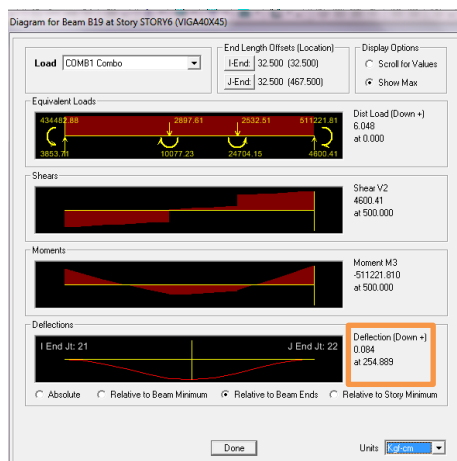 Diagram for Beam B19 at Story STORY6 (VIGA40X45)
Load COMB1 Combo
End Length Offsets (Location)
I-End: 32.500 (32.500)
J-End: 32.500 (467.500)
Display Options
Scroll for Values
Show Max
Equivalent Loads
434482.88 2897.61 2532.51 511221.81
3853.71 10077.23 24704.15 4600.41
Dist Load (Down +)
6.048
at 0.000
Shears
Shear V2
4600.41
at 500.000
Moments
Moment M3
-511221.810
at 500.000
Deflections
I End Jt: 21 J End Jt: 22
Deflection (Down +)
0.084
at 254.889
Absolute Relative to Beam Minimum Relative to Beam Ends Relative to Story Minimum
Done
Units Kgf-cm